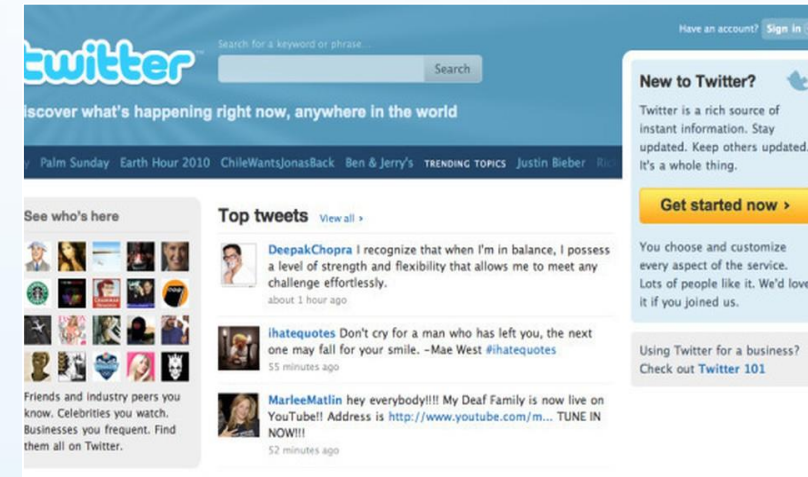 twitter
Search for a keyword or phrase...
Search
Have an account? Sign in
iscover what's happening right now, anywhere in the world
Palm Sunday Earth Hour 2010 ChileWantsJonasBack Ben & Jerry's TRENDING TOPICS Justin Bieber
New to Twitter?
Twitter is a rich source of
instant information. Stay
updated. Keep others updated.
It's a whole thing.
Get started now ›
You choose and customize
every aspect of the service.
Lots of people like it. We'd love
it if you joined us.
Using Twitter for a business?
Check out Twitter 101
See who's here
Friends and industry peers you
know. Celebrities you watch.
Businesses you frequent. Find
them all on Twitter.
Top tweets View all ›
DeepakChopra I recognize that when I'm in balance, I possess
a level of strength and flexibility that allows me to meet any
challenge effortlessly.
about 1 hour ago
ihatequotes Don't cry for a man who has left you, the next
one may fall for your smile. -Mae West #ihatequotes
55 minutes ago
MarleeMatlin hey everybody!!!! My Deaf Family is now live on
YouTube!! Address is http://www.youtube.com/m... TUNE IN
NOW!!!
52 minutes ago